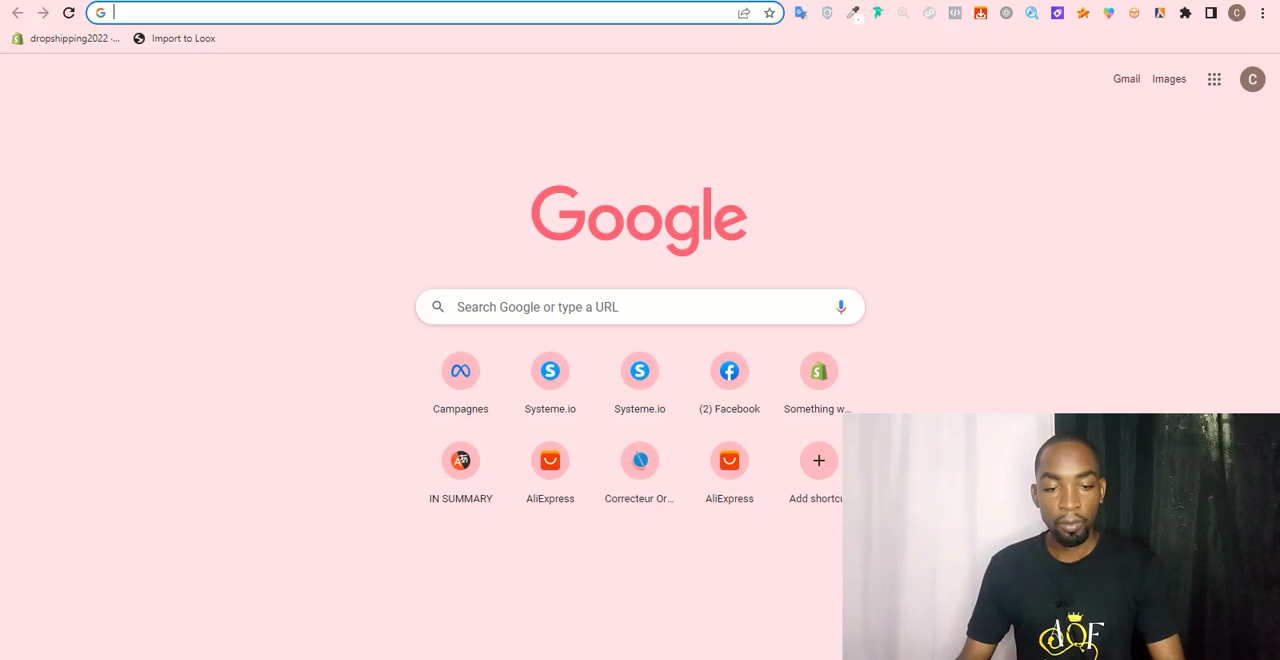 dropshipping2022 -...
Import to Loox
Gmail
Images
C
Google
Search Google or type a URL
Campagnes
Systeme.io
Systeme.io
(2) Facebook
Something w...
IN SUMMARY
AliExpress
Correcteur Or...
AliExpress
Add shortcu
AQF